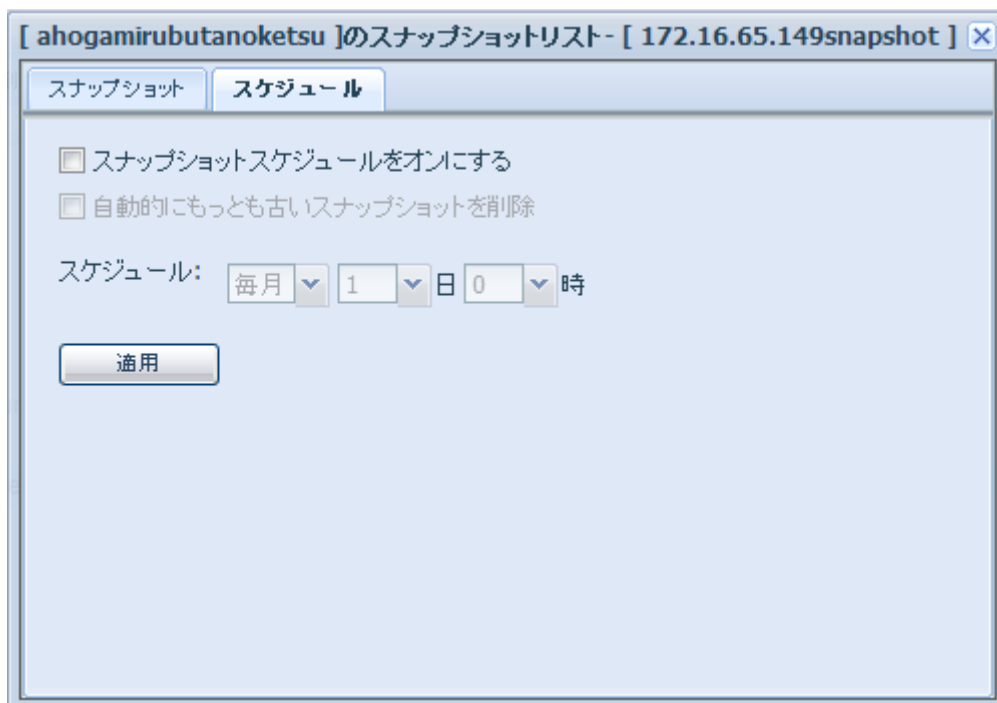 [ ahogamirubutanoketsu ]のスナップショットリスト- [ 172.16.65.149snapshot ]
スナップショット スケジュール
スナップショットスケジュールをオンにする
自動的にもっとも古いスナップショットを削除
スケジュール: 毎月 1 日 0 時
適用